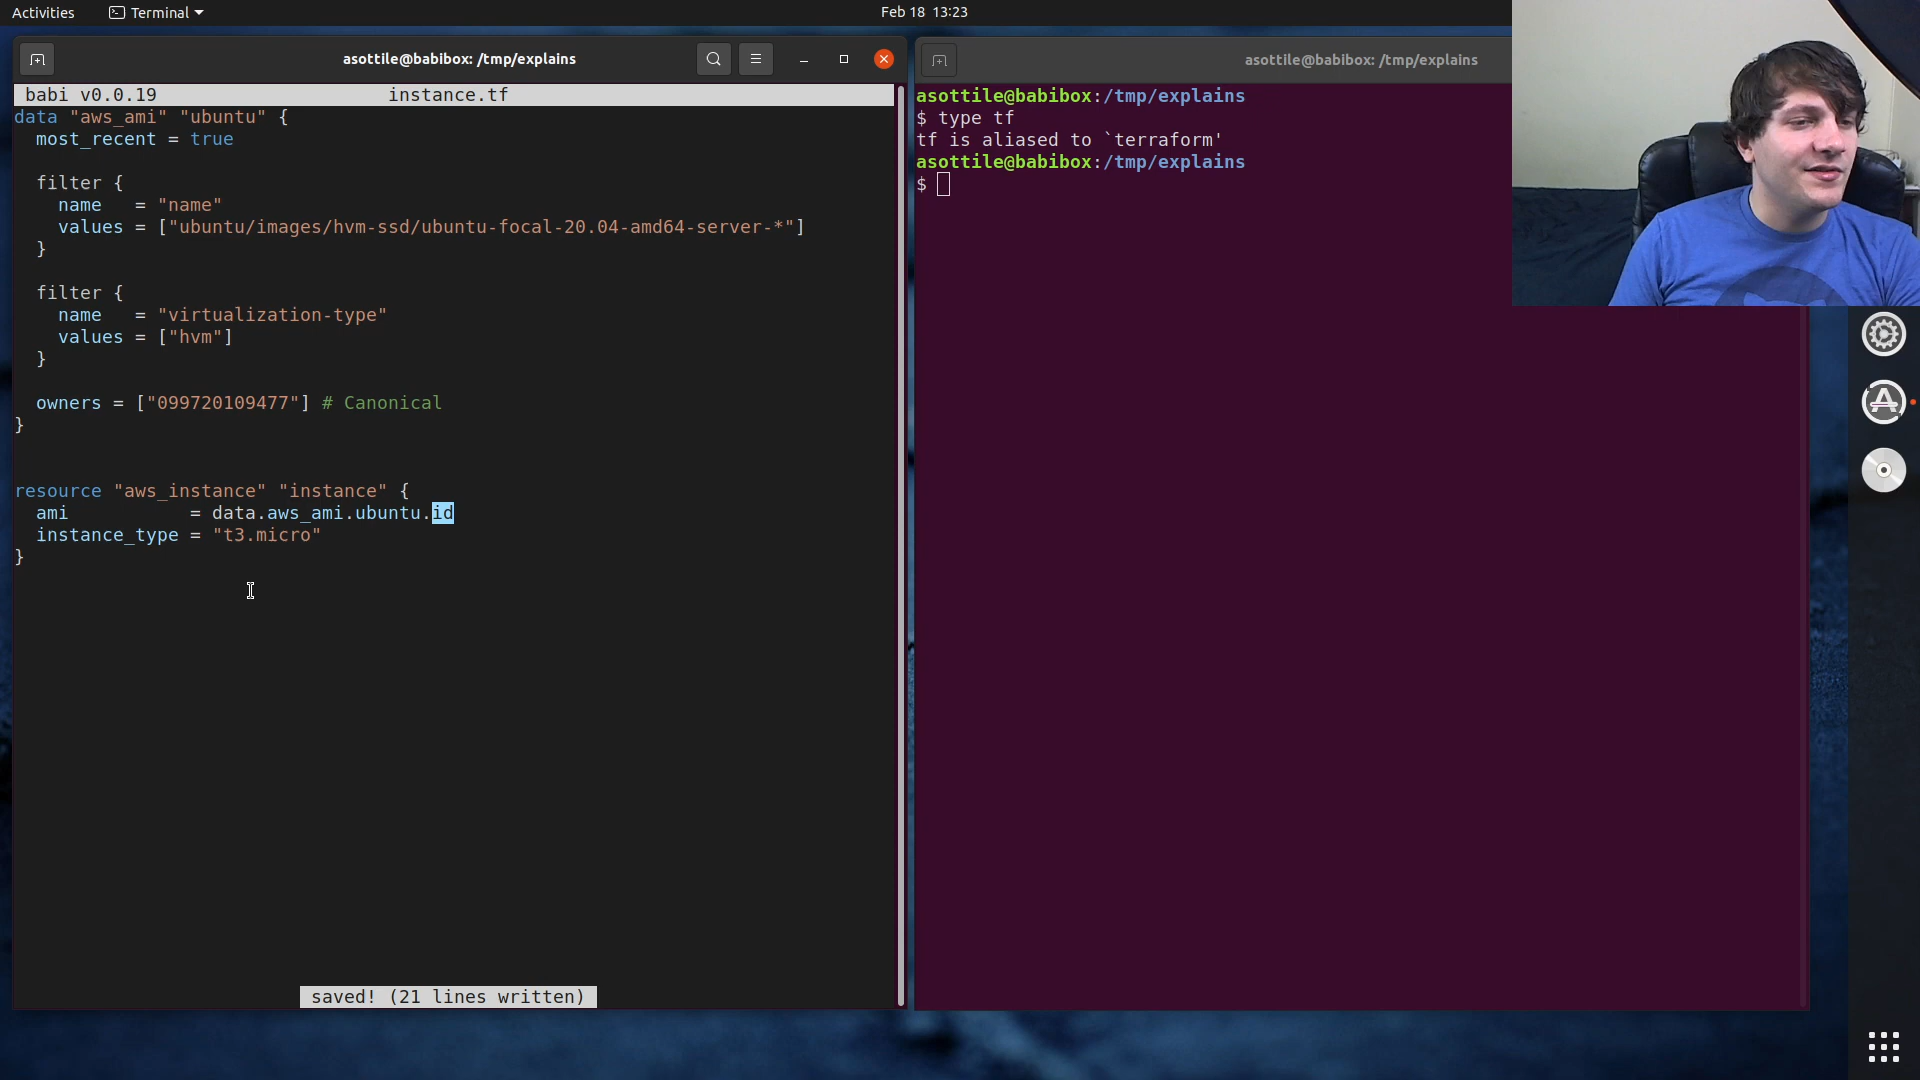 Activities
Terminal
Feb 18 13:23
asottile@babibox: /tmp/explains
babi v0.0.19 instance.tf
data "aws_ami" "ubuntu" {
  most_recent = true

  filter {
    name   = "name"
    values = ["ubuntu/images/hvm-ssd/ubuntu-focal-20.04-amd64-server-*"]
  }

  filter {
    name   = "virtualization-type"
    values = ["hvm"]
  }

  owners = ["099720109477"] # Canonical
}


resource "aws_instance" "instance" {
  ami           = data.aws_ami.ubuntu.id
  instance_type = "t3.micro"
}
saved! (21 lines written)
asottile@babibox: /tmp/explains
asottile@babibox:/tmp/explains
$ type tf
tf is aliased to `terraform'
asottile@babibox:/tmp/explains
$